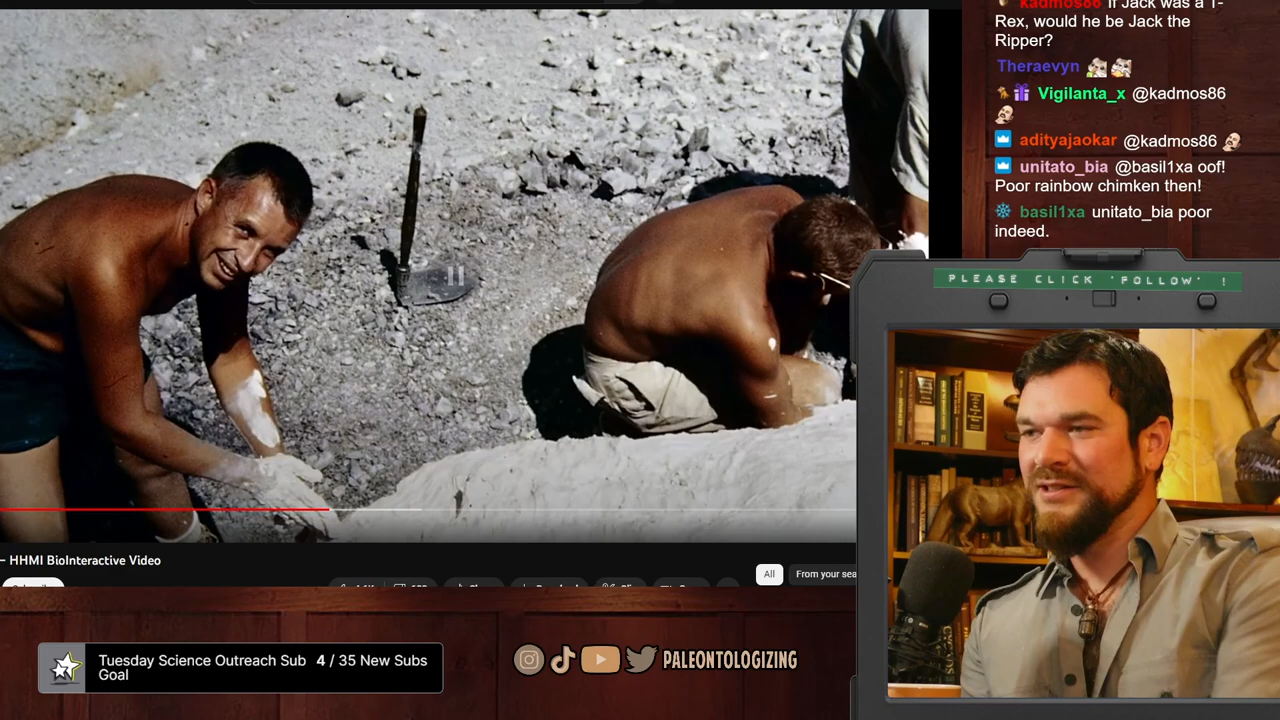 kadmos86 If Jack was a T-
Rex, would he be Jack the
Ripper?
Theraevyn
Vigilanta_x @kadmos86
adityajaokar @kadmos86
unitato_bia @basil1xa oof!
Poor rainbow chimken then!
basil1xa unitato_bia poor
indeed.
PLEASE CLICK "FOLLOW" !
– HHMI BioInteractive Video
All
From your sea
Tuesday Science Outreach Sub 4 / 35 New Subs
Goal
PALEONTOLOGIZING